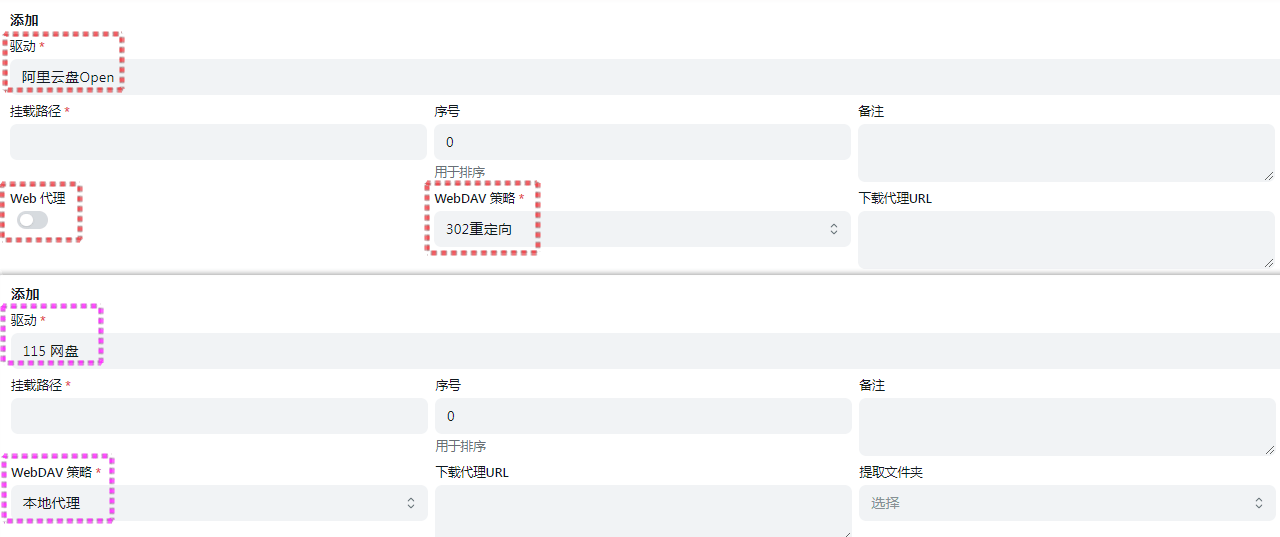 添加
驱动 *
阿里云盘Open
挂载路径 * 序号 备注
0
用于排序
Web 代理 WebDAV 策略 * 下载代理URL
302重定向
添加
驱动 *
115 网盘
挂载路径 * 序号 备注
0
用于排序
WebDAV 策略 * 下载代理URL 提取文件夹
本地代理 选择